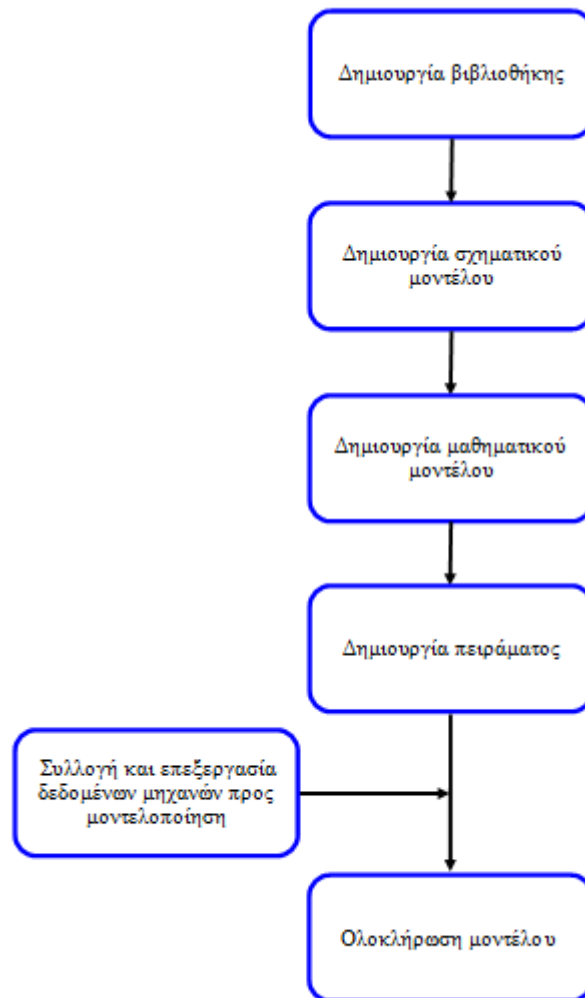 Δημιουργία βιβλιοθήκης
Δημιουργία σχηματικού
μοντέλου
Δημιουργία μαθηματικού
μοντέλου
Δημιουργία πειράματος
Συλλογή και επεξεργασία
δεδομένων μηχανών προς
μοντελοποίηση
Ολοκλήρωση μοντέλου